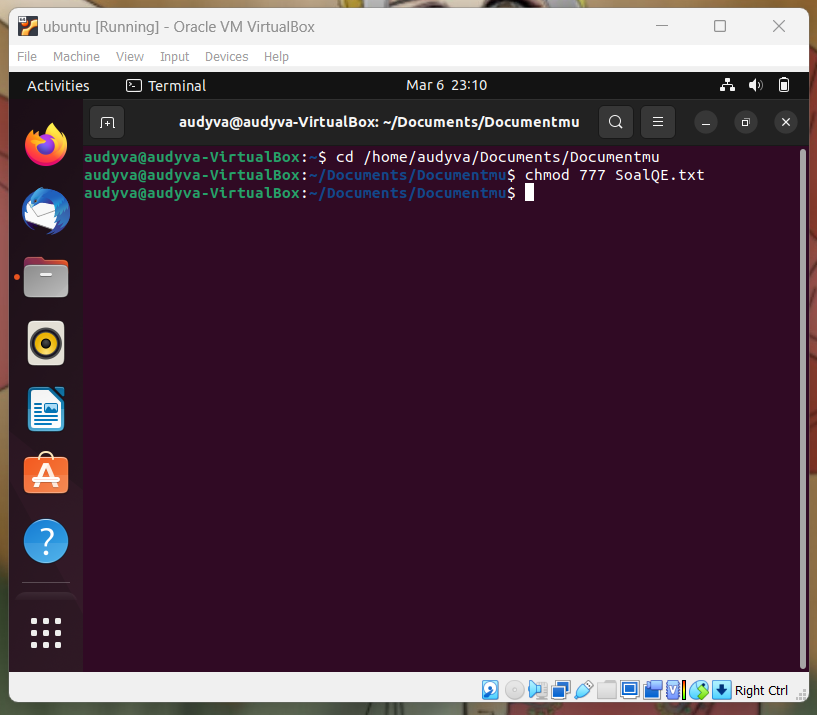 ubuntu [Running] - Oracle VM VirtualBox
File Machine View Input Devices Help
Activities Terminal Mar 6 23:10
audyva@audyva-VirtualBox: ~/Documents/Documentmu
audyva@audyva-VirtualBox:~$ cd /home/audyva/Documents/Documentmu
audyva@audyva-VirtualBox:~/Documents/Documentmu$ chmod 777 SoalQE.txt
audyva@audyva-VirtualBox:~/Documents/Documentmu$
Right Ctrl